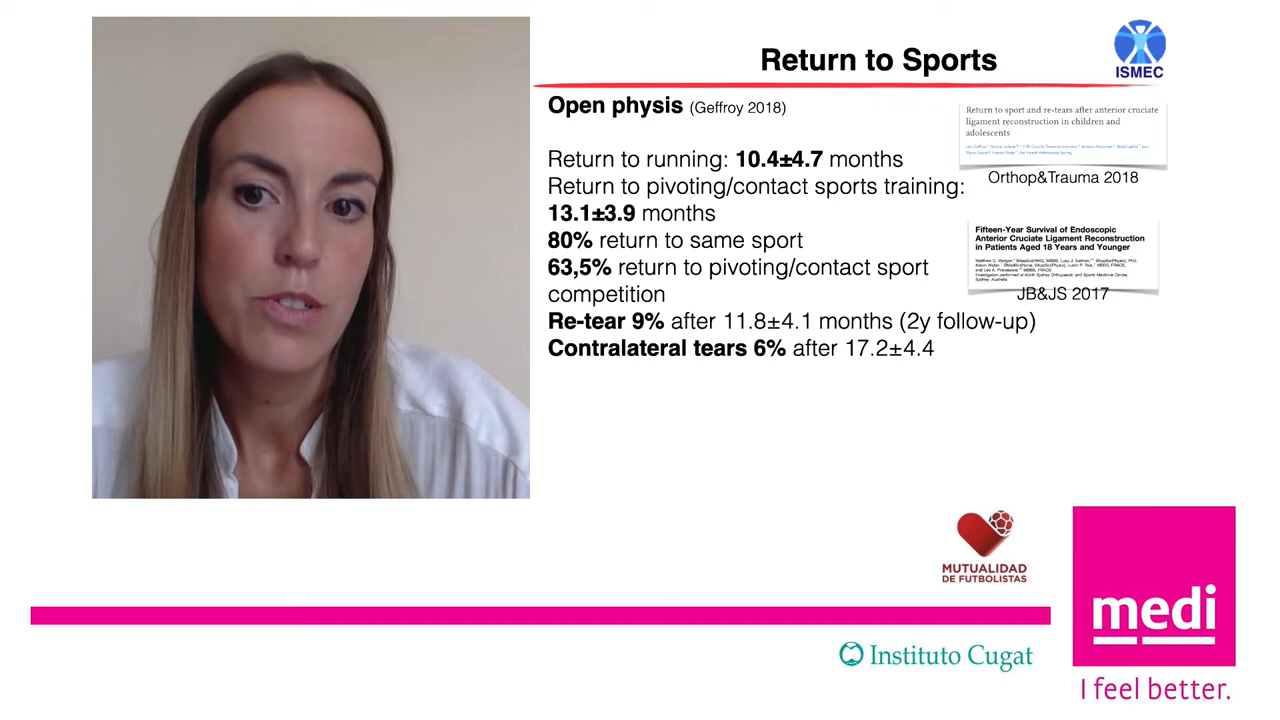 Return to Sports
ISMEC
Open physis (Geffroy 2018)
Return to running: 10.4±4.7 months
Return to pivoting/contact sports training:
13.1±3.9 months
80% return to same sport
63,5% return to pivoting/contact sport
competition
Re-tear 9% after 11.8±4.1 months (2y follow-up)
Contralateral tears 6% after 17.2±4.4
Return to sport and re-tears after anterior cruciate
ligament reconstruction in children and
adolescents
Orthop&Trauma 2018
Fifteen-Year Survival of Endoscopic
Anterior Cruciate Ligament Reconstruction
in Patients Aged 18 Years and Younger
JB&JS 2017
MUTUALIDAD
DE FUTBOLISTAS
medi
Instituto Cugat
I feel better.